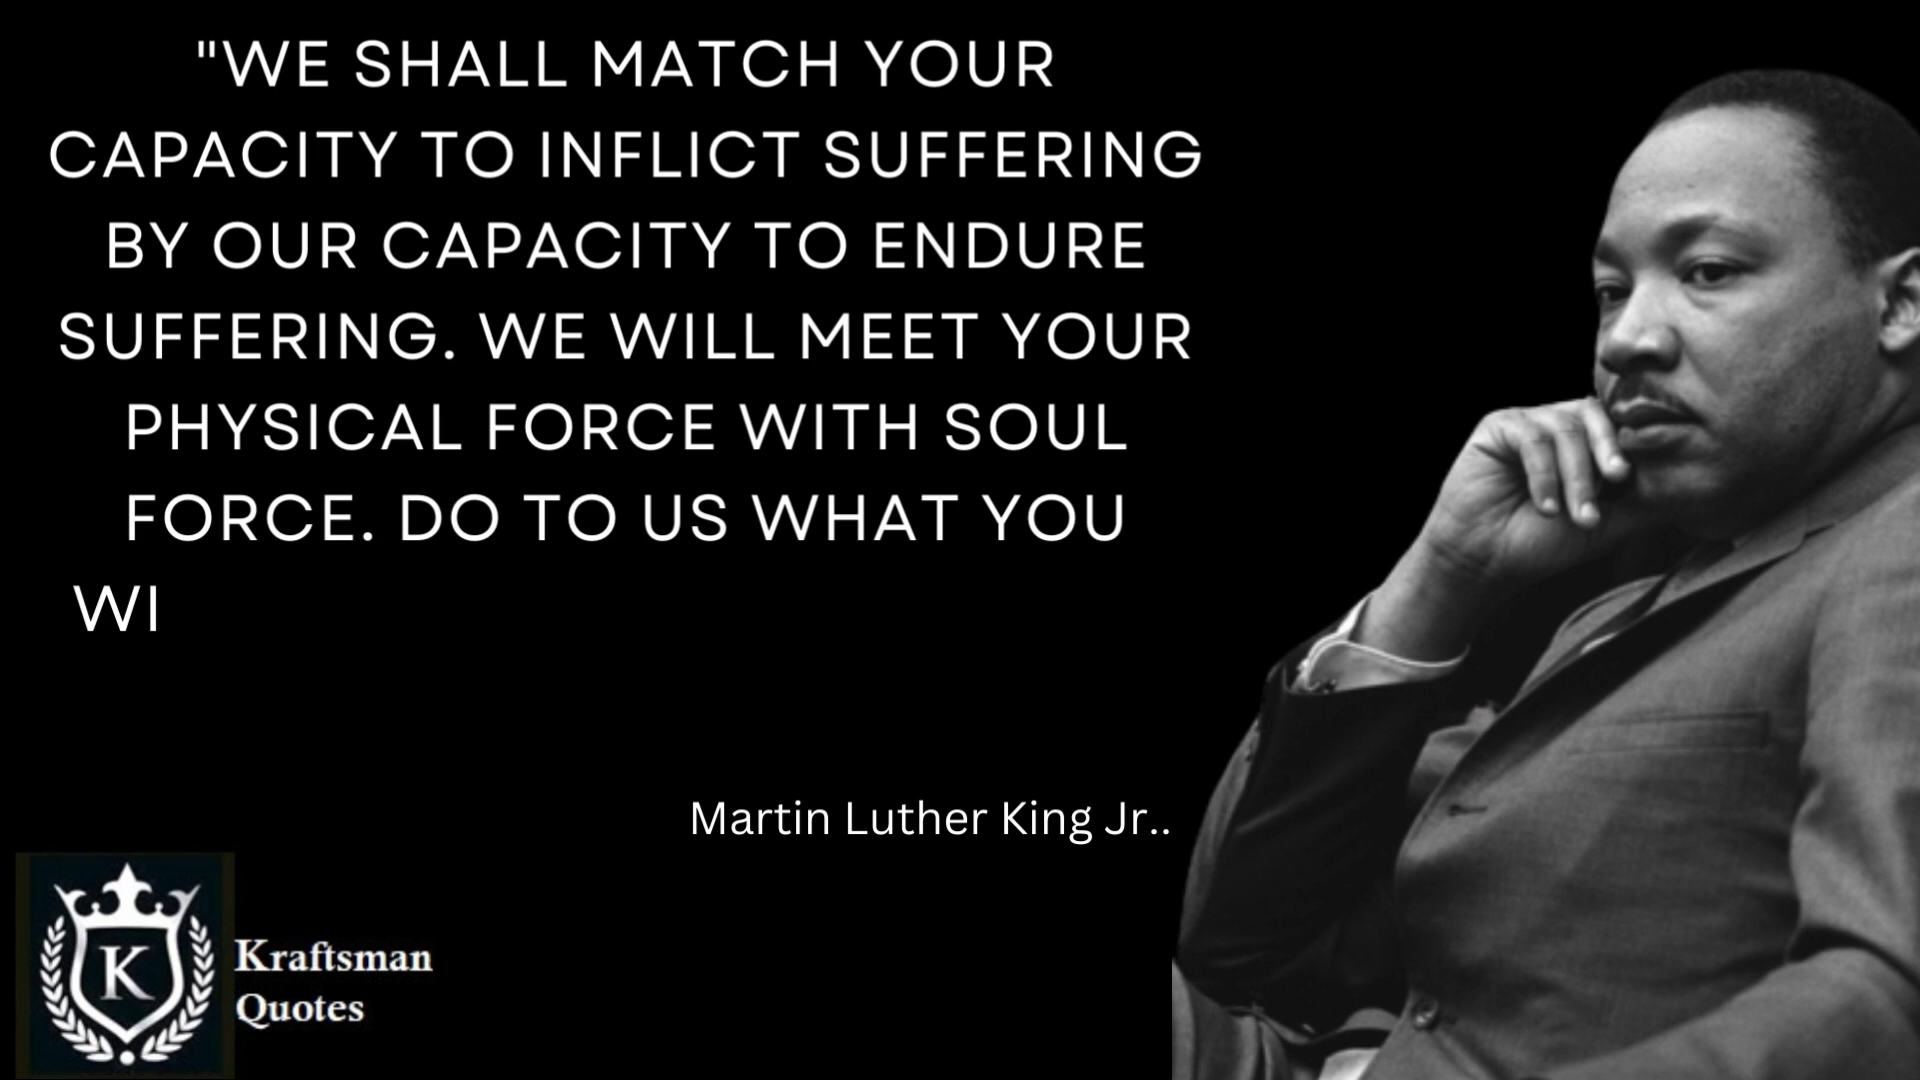 "WE SHALL MATCH YOUR
CAPACITY TO INFLICT SUFFERING
BY OUR CAPACITY TO ENDURE
SUFFERING. WE WILL MEET YOUR
PHYSICAL FORCE WITH SOUL
FORCE. DO TO US WHAT YOU
WI
Martin Luther King Jr..
K
Kraftsman
Quotes